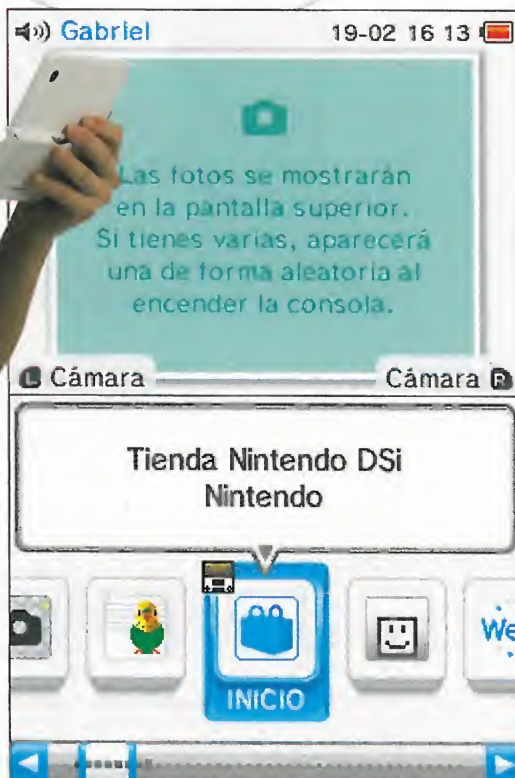 Gabriel 19-02 16 13
Las fotos se mostrarán
en la pantalla superior.
Si tienes varias, aparecerá
una de forma aleatoria al
encender la consola.
L Cámara Cámara R
Tienda Nintendo DSi
Nintendo
We
INICIO